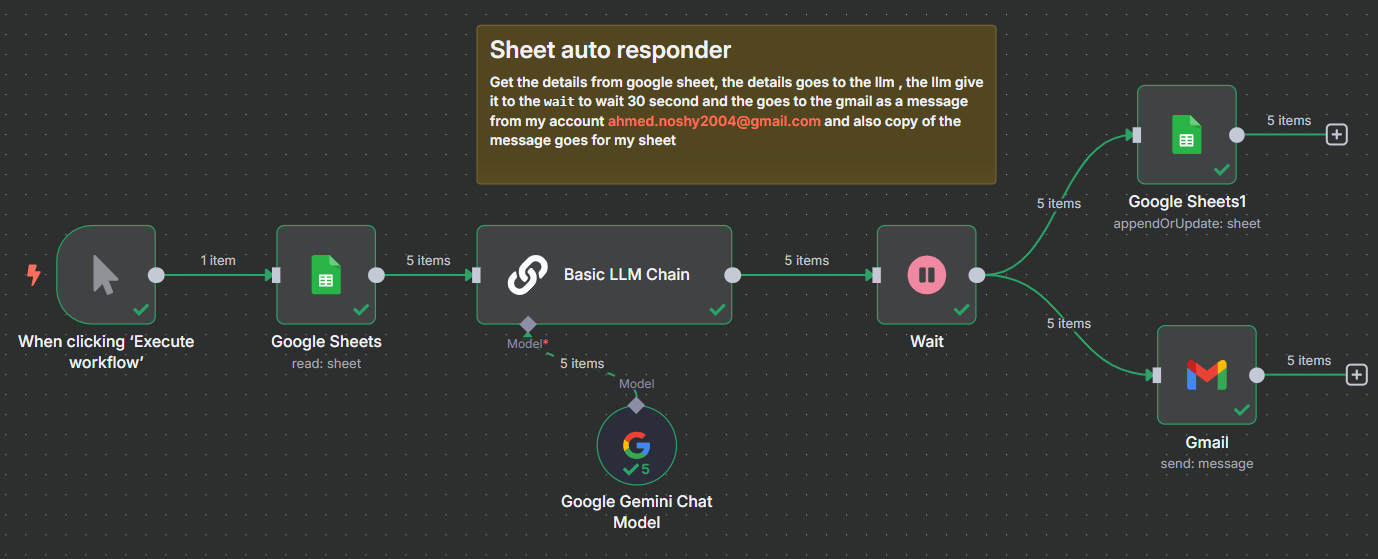 Sheet auto responder
Get the details from google sheet, the details goes to the llm , the llm give
it to the wait to wait 30 second and the goes to the gmail as a message
from my account ahmed.noshy2004@gmail.com and also copy of the
message goes for my sheet
5 items
Google Sheets1
appendOrUpdate: sheet
5 items
1 item
5 items
Basic LLM Chain
5 items
When clicking ‘Execute
workflow’
Google Sheets
read: sheet
Model*
5 items
Model
Wait
5 items
5 items
Gmail
send: message
5
Google Gemini Chat
Model